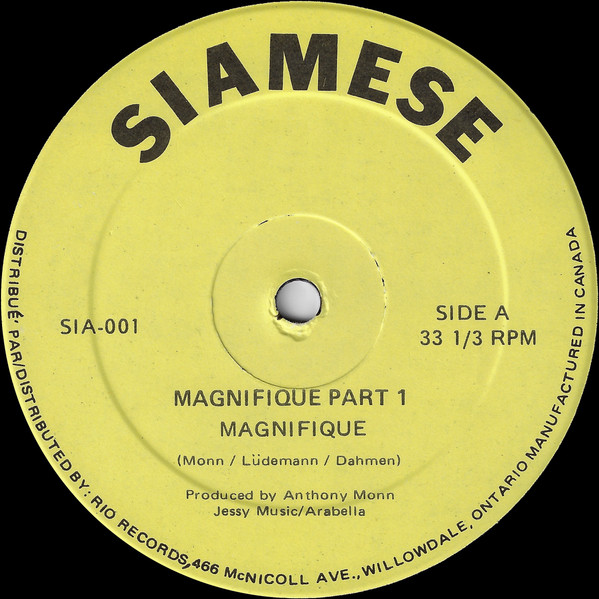 SIAMESE
SIA-001
SIDE A
33 1/3 RPM
MAGNIFIQUE PART 1
MAGNIFIQUE
(Monn / Lüdemann / Dahmen)
Produced by Anthony Monn
Jessy Music/Arabella
DISTRIBUÉ PAR/DISTRIBUTED BY: RIO RECORDS, 466 McNICOLL AVE., WILLOWDALE, ONTARIO MANUFACTURED IN CANADA